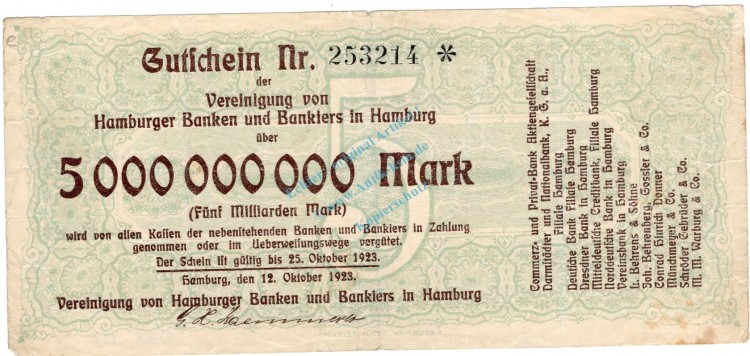 Gutschein Nr. 253214 *
der
Vereinigung von
Hamburger Banken und Bankiers in Hamburg
über
5 000 000 000 Mark
(Fünf Milliarden Mark)
wird von allen Kassen der nebenstehenden Banken und Bankiers in Zahlung
genommen oder im Ueberweisungswege vergütet.
Der Schein ist gültig bis 25. Oktober 1923.
Hamburg, den 12. Oktober 1923.
Vereinigung von Hamburger Banken und Bankiers in Hamburg
Commerz- und Privat-Bank Aktiengesellschaft
Darmstädter und Nationalbank, K. G. a. A.,
Filiale Hamburg
Deutsche Bank Filiale Hamburg
Dresdner Bank in Hamburg
Mitteldeutsche Creditbank, Filiale Hamburg
Norddeutsche Bank in Hamburg
Vereinsbank in Hamburg
L. Behrens & Söhne
Joh. Behrenberg, Gossler & Co.
Conrad Hinrich Donner
Münchmeyer & Co.
Schröder Gebrüder & Co.
M. M. Warburg & Co.
5